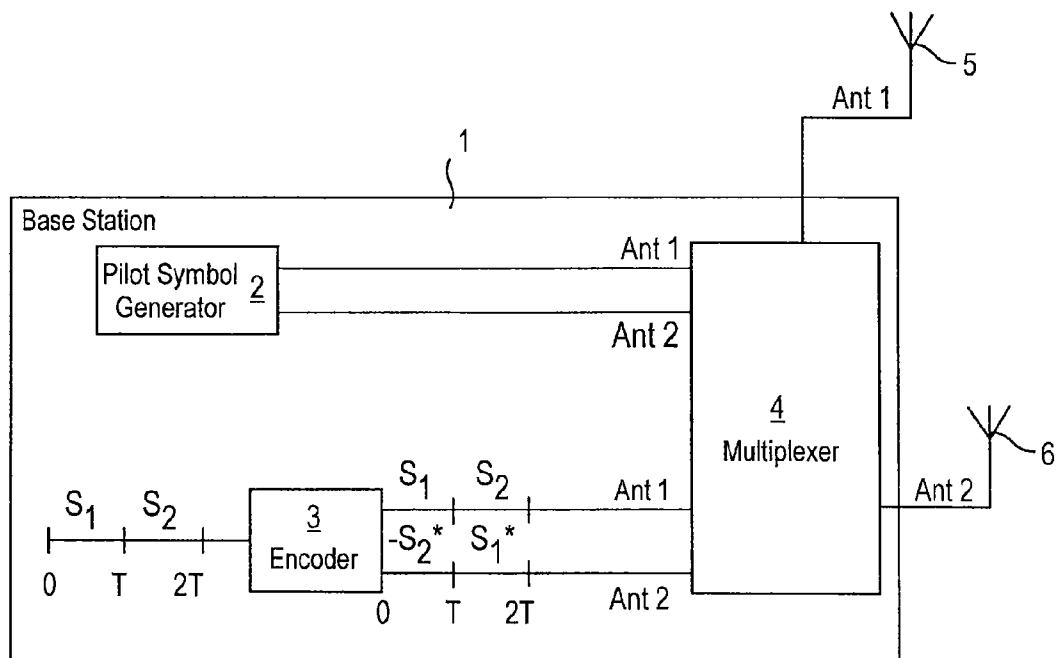 5
Ant 1
1
Base Station
Pilot Symbol
Generator 2
Ant 1
Ant 2
4
Multiplexer
6
Ant 2
S1 S2
0 T 2T
3
Encoder
S1 S2
-S2* S1*
0 T 2T
Ant 1
Ant 2